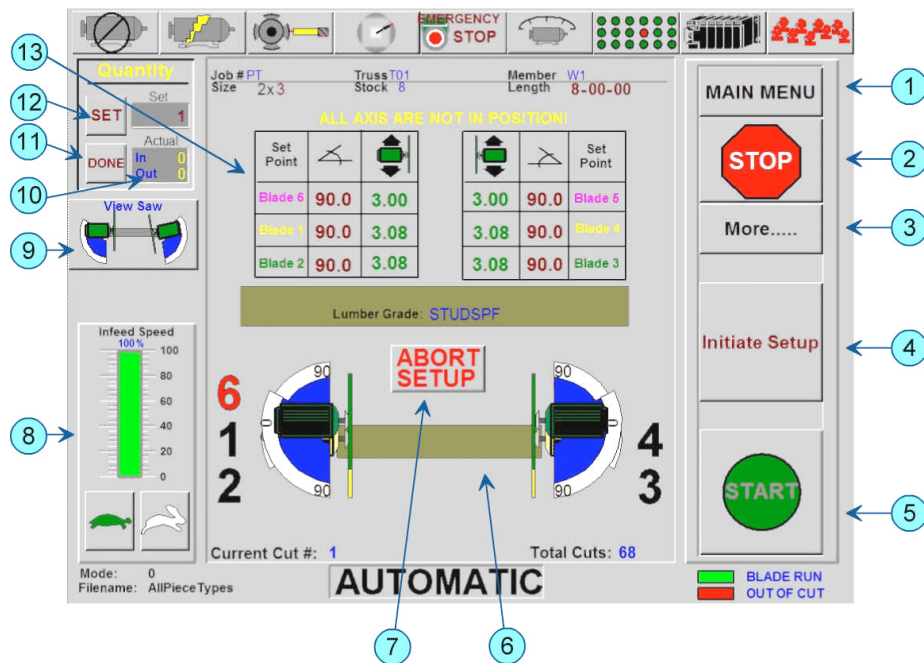 EMERGENCY
STOP
13
Quantity
Set
SET
1
12
Actual
DONE
In 0
Out 0
11
10
Job # PT
Truss T01
Member W1
Size 2x3
Stock 8
Length 8-00-00
ALL AXIS ARE NOT IN POSITION!
Set
Point
Set
Point
Blade 6 90.0 3.00
3.00 90.0 Blade 5
Blade 1 90.0 3.08
3.08 90.0 Blade 4
Blade 2 90.0 3.08
3.08 90.0 Blade 3
Lumber Grade: STUDSPF
View Saw
9
Infeed Speed
100%
100
80
60
40
20
0
8
ABORT
SETUP
90
90
90
90
0
0
6
1
2
4
3
Current Cut #: 1
Total Cuts: 68
Mode: 0
Filename: AllPieceTypes
AUTOMATIC
7
6
MAIN MENU
1
STOP
2
More.....
3
Initiate Setup
4
START
5
BLADE RUN
OUT OF CUT